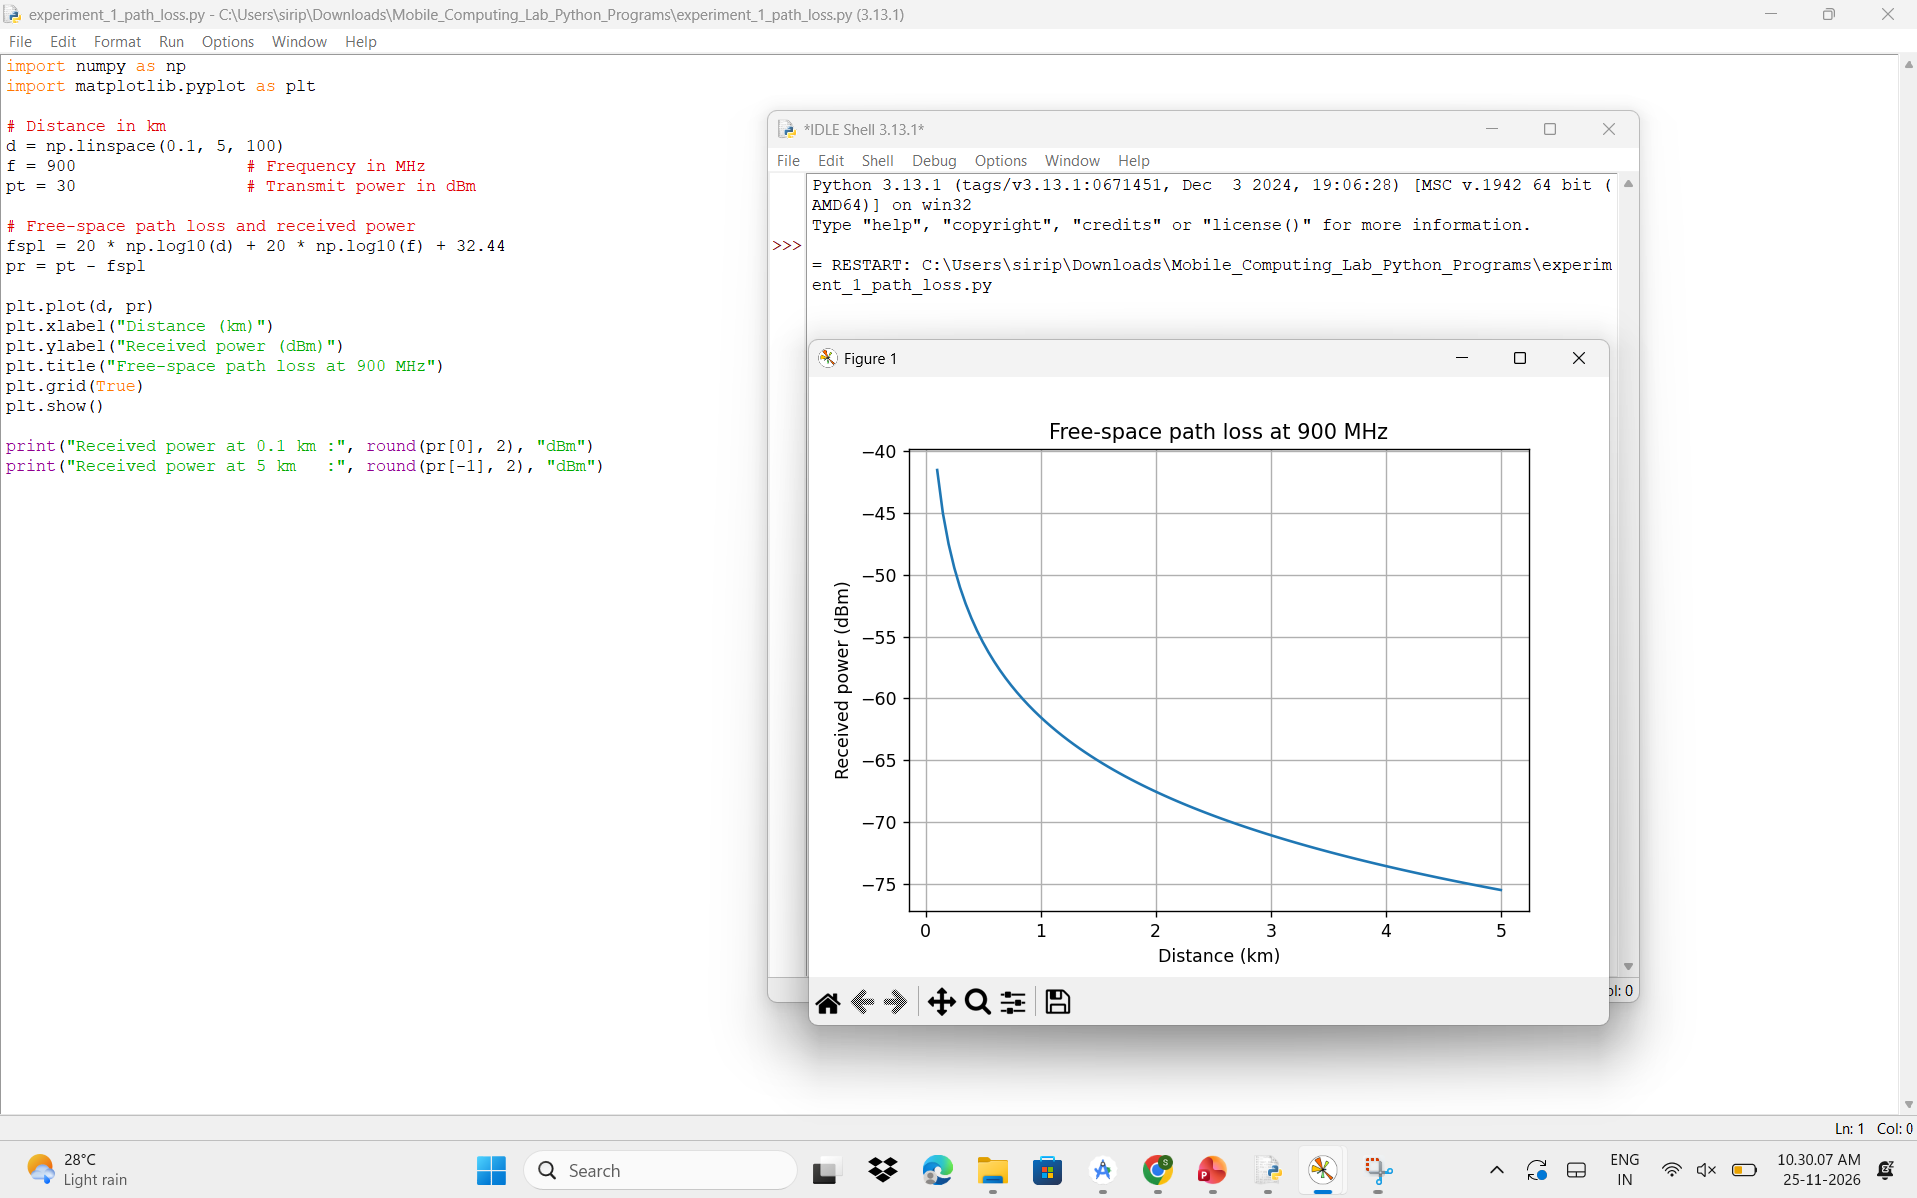 experiment_1_path_loss.py - C:\Users\sirip\Downloads\Mobile_Computing_Lab_Python_Programs\experiment_1_path_loss.py (3.13.1)
File Edit Format Run Options Window Help
import numpy as np
import matplotlib.pyplot as plt
# Distance in km
d = np.linspace(0.1, 5, 100)
f = 900 # Frequency in MHz
pt = 30 # Transmit power in dBm
# Free-space path loss and received power
fspl = 20 * np.log10(d) + 20 * np.log10(f) + 32.44
pr = pt - fspl
plt.plot(d, pr)
plt.xlabel("Distance (km)")
plt.ylabel("Received power (dBm)")
plt.title("Free-space path loss at 900 MHz")
plt.grid(True)
plt.show()
print("Received power at 0.1 km :", round(pr[0], 2), "dBm")
print("Received power at 5 km   :", round(pr[-1], 2), "dBm")
*IDLE Shell 3.13.1*
File Edit Shell Debug Options Window Help
Python 3.13.1 (tags/v3.13.1:0671451, Dec  3 2024, 19:06:28) [MSC v.1942 64 bit (
AMD64)] on win32
Type "help", "copyright", "credits" or "license()" for more information.
>>>
= RESTART: C:\Users\sirip\Downloads\Mobile_Computing_Lab_Python_Programs\experim
ent_1_path_loss.py
Figure 1
Free-space path loss at 900 MHz
−40
−45
−50
−55
−60
−65
−70
−75
Received power (dBm)
0 1 2 3 4 5
Distance (km)
0
Ln: 1 Col: 0
28°C
Light rain
Search
ENG
IN
10.30.07 AM
25-11-2026